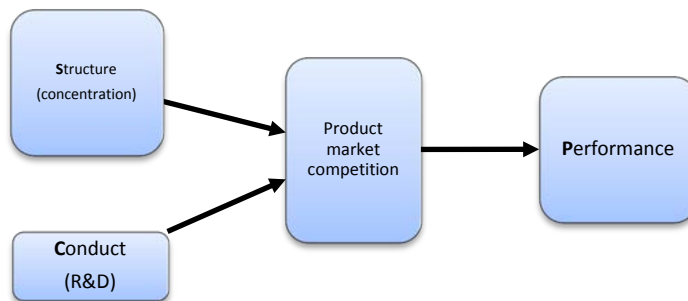 Structure
(concentration)
Product
market
competition
Performance
Conduct
(R&D)